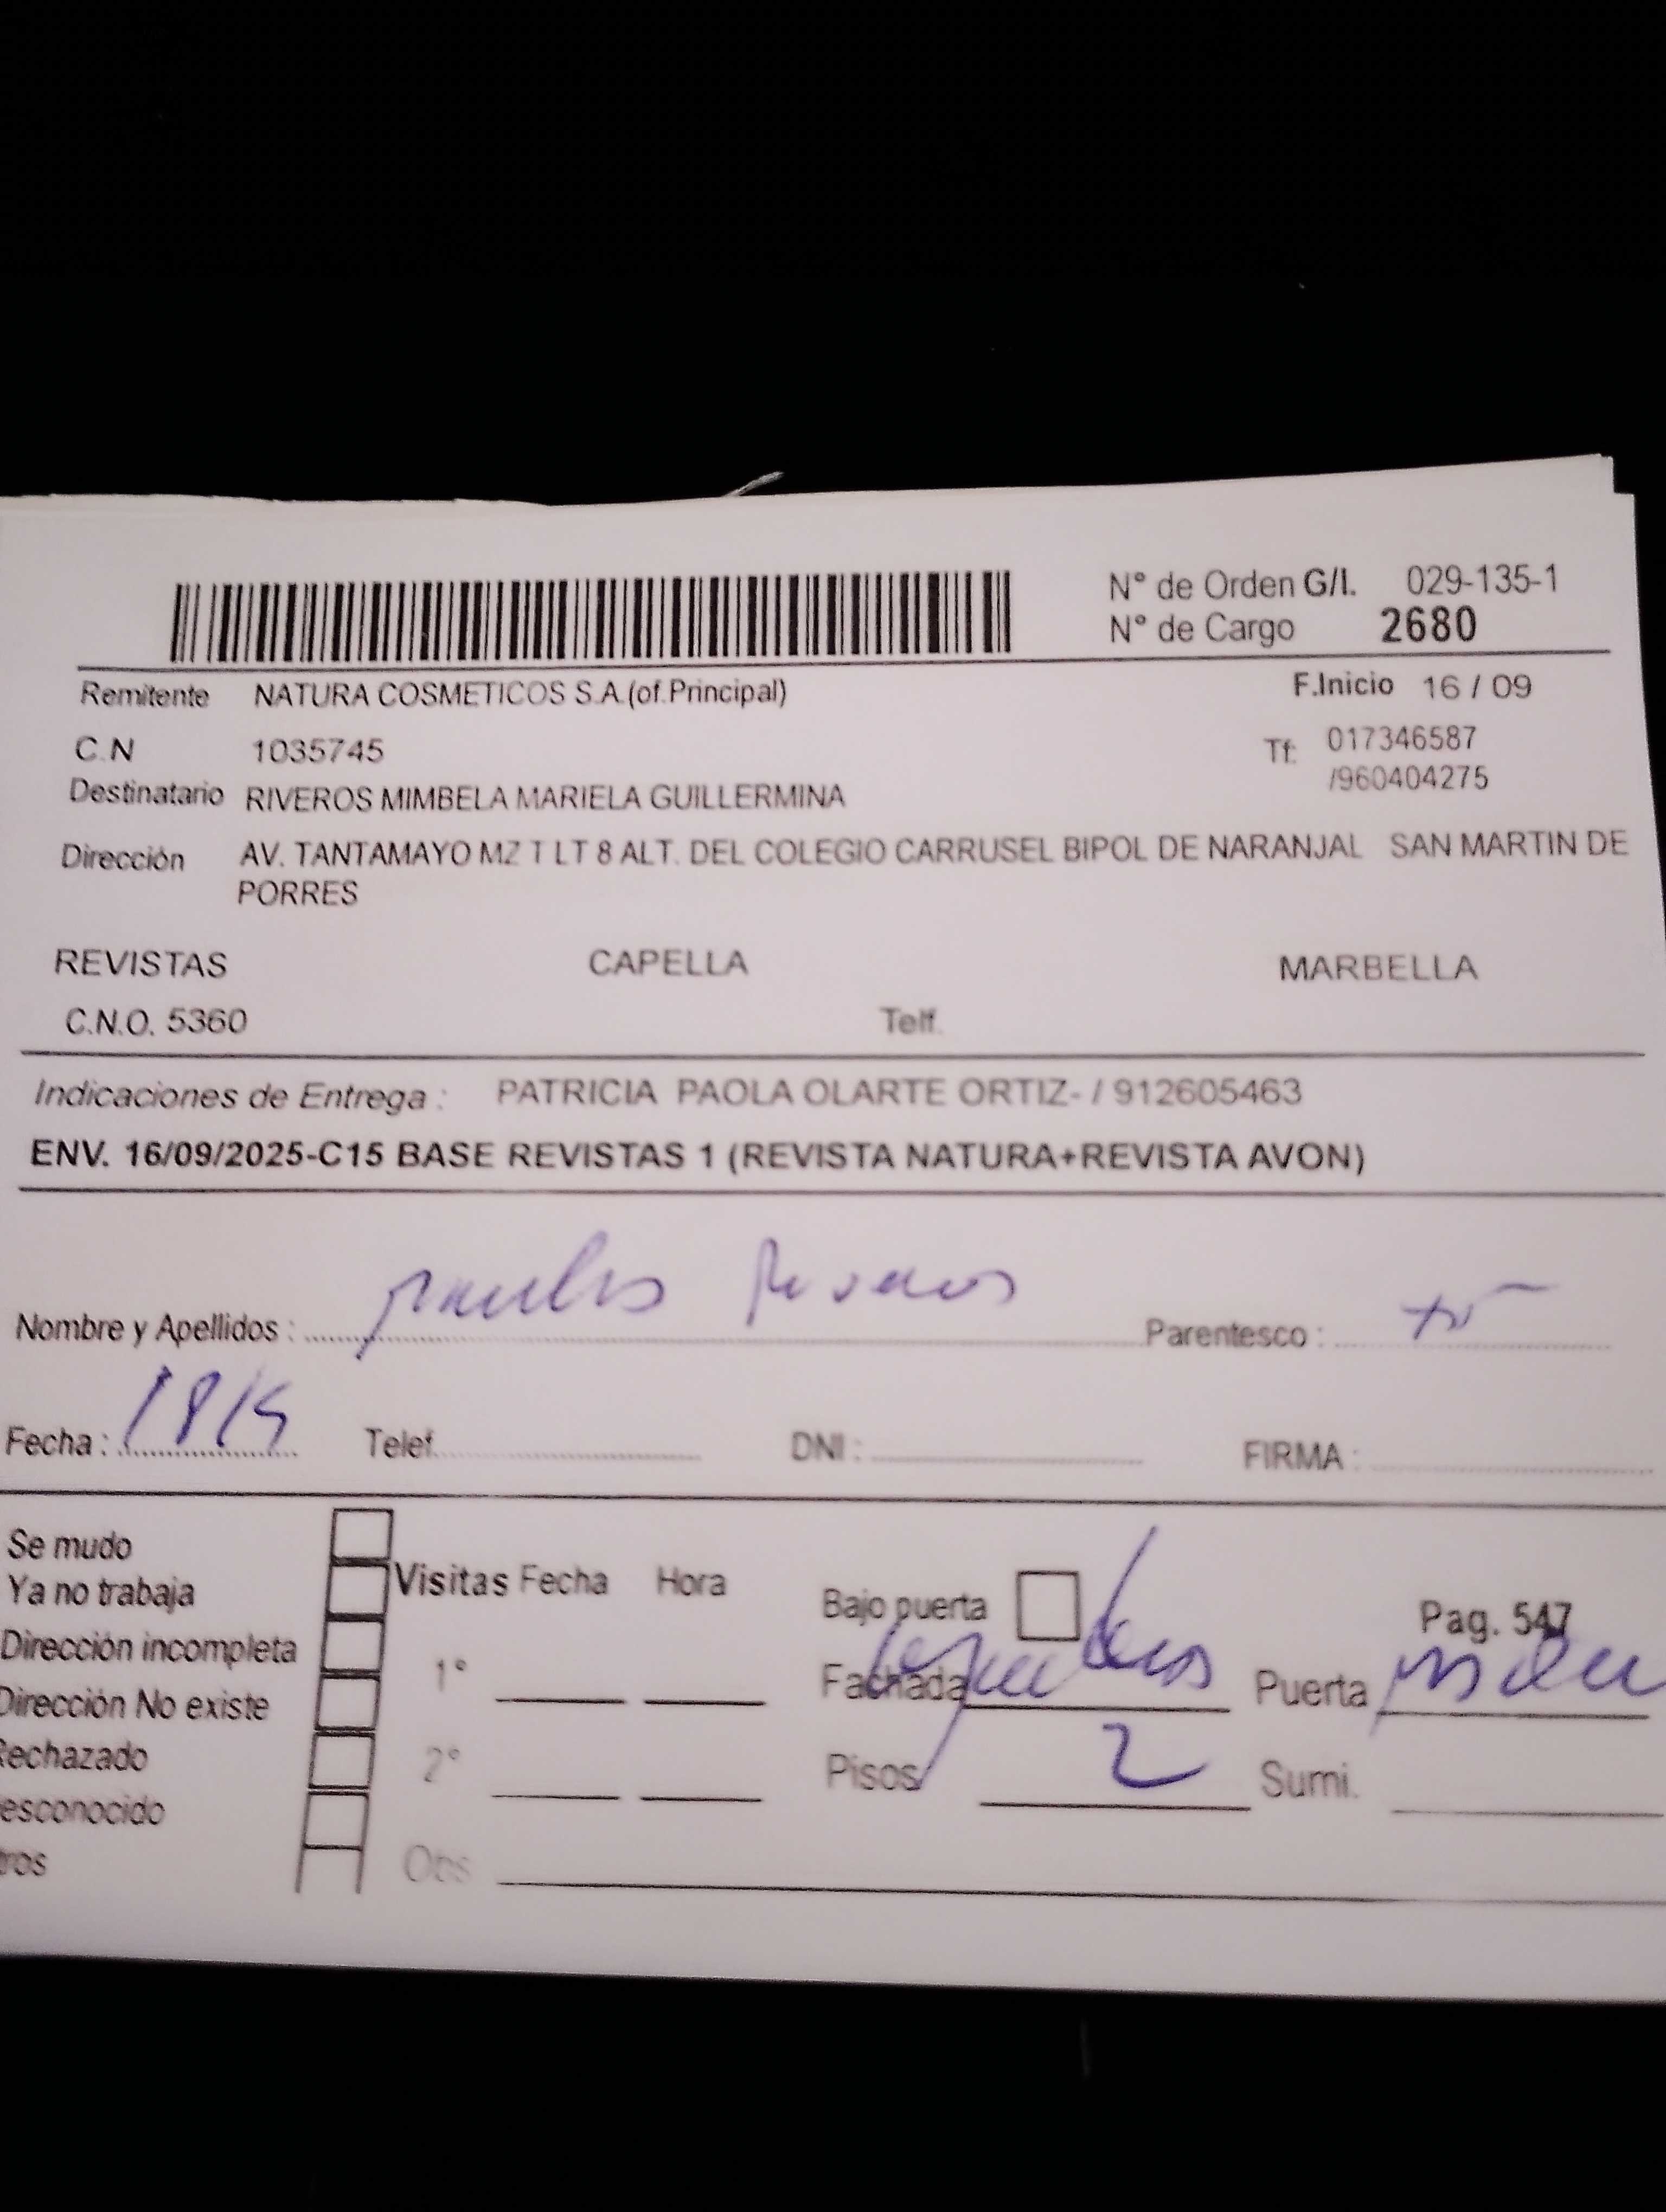 N° de Orden G/I. 029-135-1
N° de Cargo 2680
Remitente NATURA COSMETICOS S.A.(of.Principal) F.Inicio 16 / 09
C.N 1035745 Tf: 017346587
/960404275
Destinatario RIVEROS MIMBELA MARIELA GUILLERMINA
Dirección AV. TANTAMAYO MZ T LT 8 ALT. DEL COLEGIO CARRUSEL BIPOL DE NARANJAL SAN MARTIN DE
PORRES
REVISTAS CAPELLA MARBELLA
C.N.O. 5360 Telf.
Indicaciones de Entrega : PATRICIA PAOLA OLARTE ORTIZ- / 912605463
ENV. 16/09/2025-C15 BASE REVISTAS 1 (REVISTA NATURA+REVISTA AVON)
Nombre y Apellidos : Riveros Parentesco :
Fecha : Telef. DNI : FIRMA :
Se mudo
Ya no trabaja
Dirección incompleta
Dirección No existe
Rechazado
esconocido
tros
Visitas Fecha Hora
1°
2°
Obs
Bajo puerta Pag. 547
Fachada Puerta
Pisos 2 Sumi.